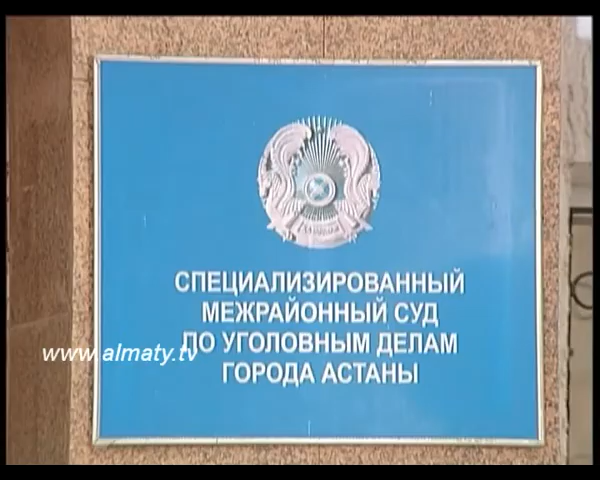 СПЕЦИАЛИЗИРОВАННЫЙ
МЕЖРАЙОННЫЙ СУД
ПО УГОЛОВНЫМ ДЕЛАМ
ГОРОДА АСТАНЫ
www.almaty.tv